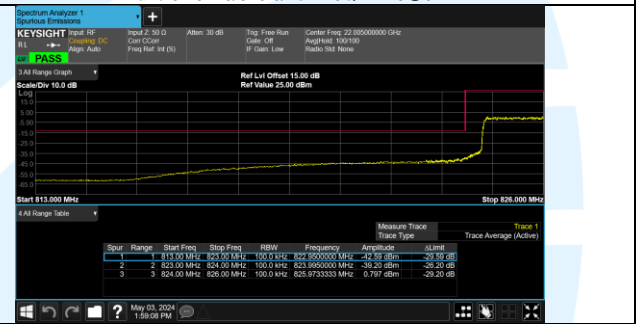 Spectrum Analyzer 1
Spurious Emissions
+
KEYSIGHT Input: RF Input Z: 50 Ω Atten: 30 dB Trig: Free Run Center Freq: 22.005000000 GHz
RL Coupling: DC Corr CCorr Gate: Off Avg|Hold: 100/100
Align: Auto Freq Ref: Int (S) IF Gain: Low Radio Std: None
PASS
3 All Range Graph Ref Lvl Offset 15.00 dB
Scale/Div 10.0 dB Ref Value 25.00 dBm
Log
15.0
5.00
-5.00
-15.0
-25.0
-35.0
-45.0
-55.0
-65.0
Start 813.000 MHz Stop 826.000 MHz
4 All Range Table
Measure Trace Trace 1
Trace Type Trace Average (Active)
Spur Range Start Freq Stop Freq RBW Frequency Amplitude ΔLimit
1 1 813.00 MHz 823.00 MHz 100.0 kHz 822.9500000 MHz -42.59 dBm -29.59 dB
2 2 823.00 MHz 824.00 MHz 100.0 kHz 823.9950000 MHz -39.20 dBm -26.20 dB
3 3 824.00 MHz 826.00 MHz 100.0 kHz 825.9733333 MHz 0.797 dBm -29.20 dB
? May 03, 2024
1:59:08 PM